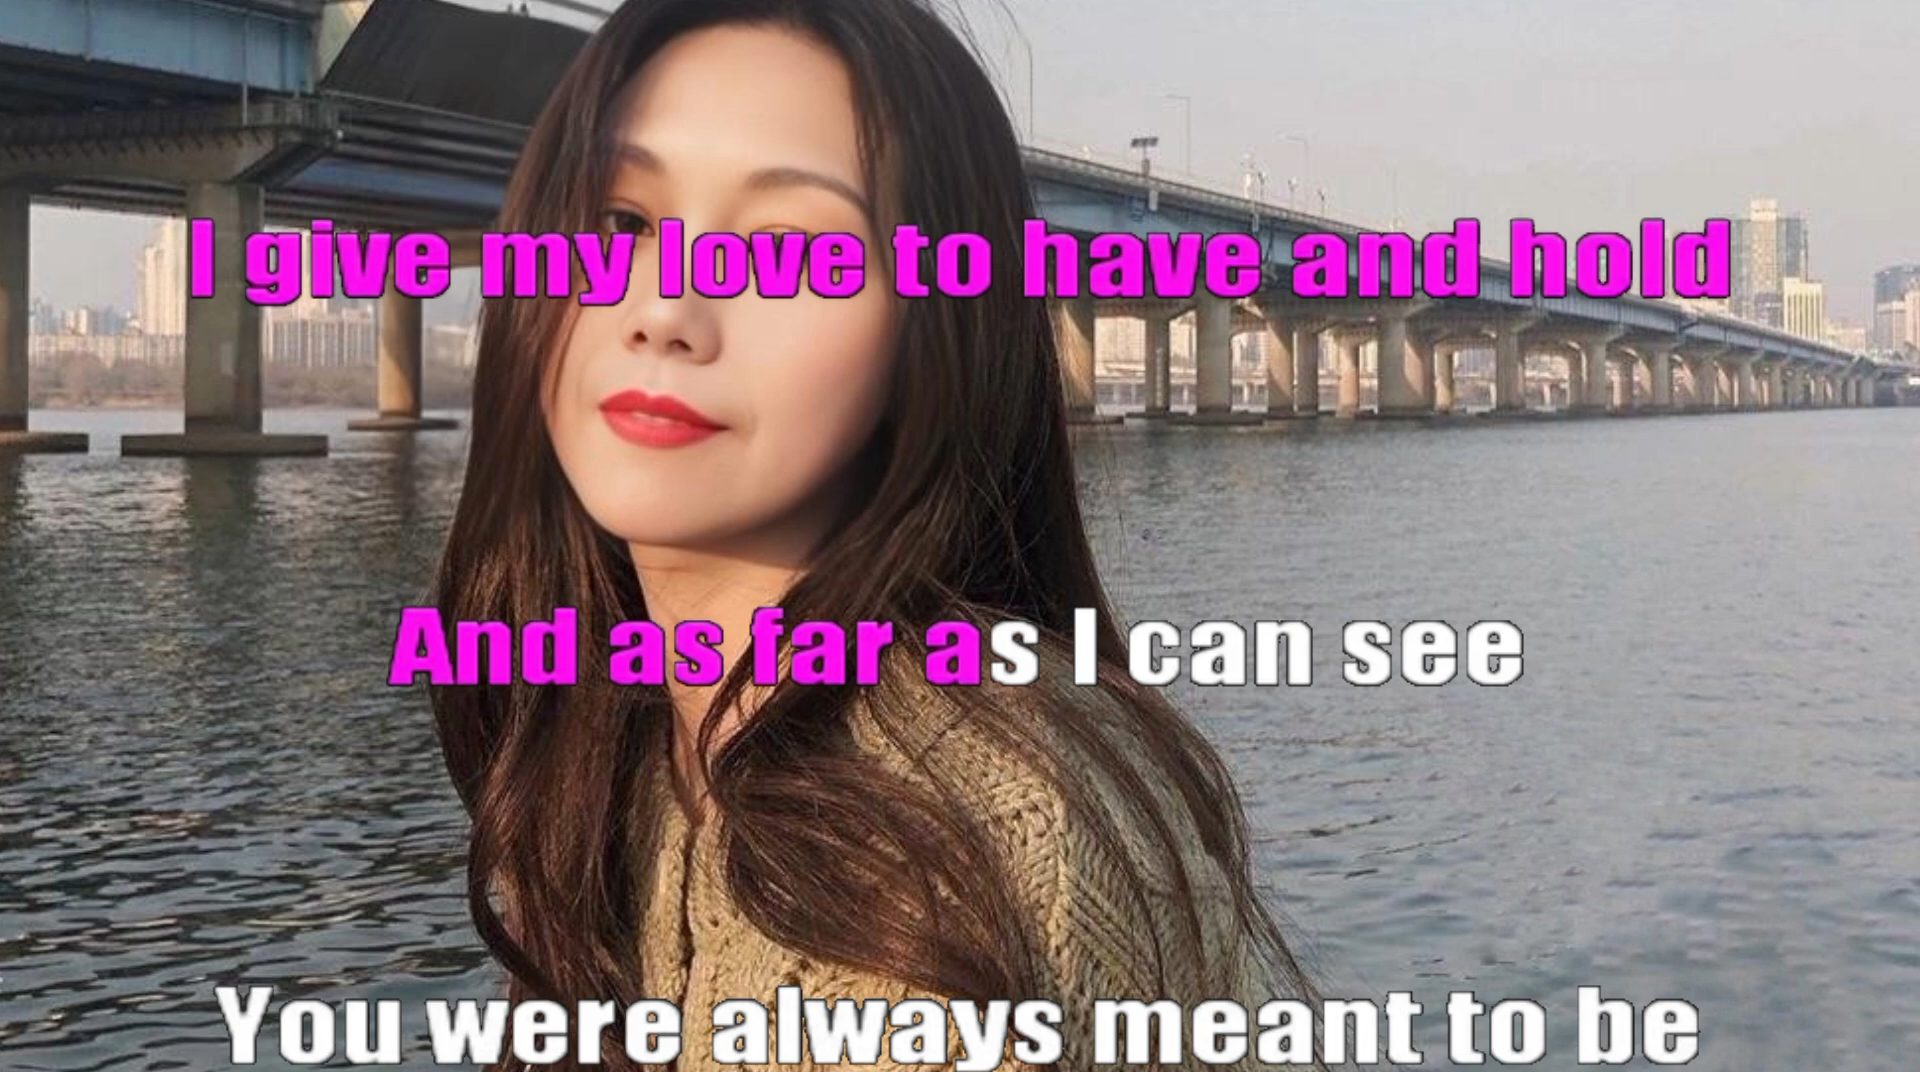 I give my love to have and hold
And as far as I can see
You were always meant to be